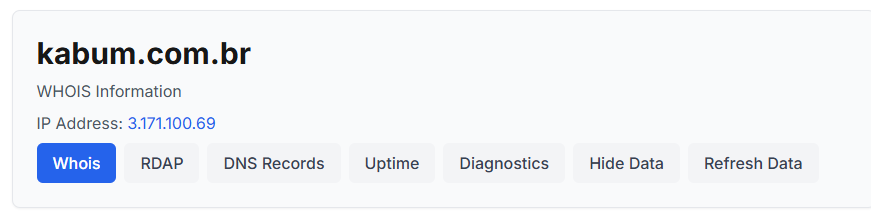 kabum.com.br
WHOIS Information
IP Address: 3.171.100.69
Whois RDAP DNS Records Uptime Diagnostics Hide Data Refresh Data